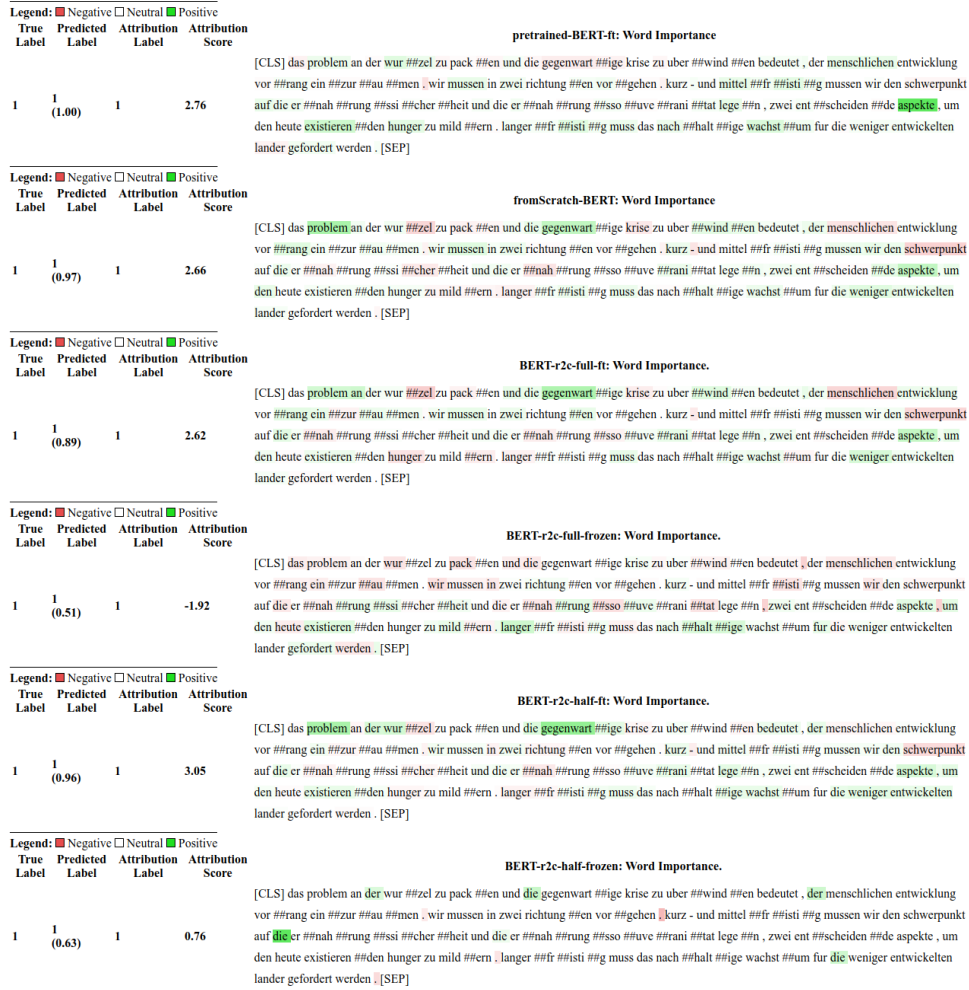 Legend: Negative Neutral Positive
True Label Predicted Label Attribution Label Attribution Score
pretrained-BERT-ft: Word Importance
1 1 (1.00) 1 2.76
[CLS] das problem an der wur ##zel zu pack ##en und die gegenwart ##ige krise zu uber ##wind ##en bedeutet , der menschlichen entwicklung
vor ##rang ein ##zur ##au ##men . wir mussen in zwei richtung ##en vor ##gehen . kurz - und mittel ##fr ##isti ##g mussen wir den schwerpunkt
auf die er ##nah ##rung ##ssi ##cher ##heit und die er ##nah ##rung ##sso ##uve ##rani ##tat lege ##n , zwei ent ##scheiden ##de aspekte , um
den heute existieren ##den hunger zu mild ##ern . langer ##fr ##isti ##g muss das nach ##halt ##ige wachst ##um fur die weniger entwickelten
lander gefordert werden . [SEP]
Legend: Negative Neutral Positive
True Label Predicted Label Attribution Label Attribution Score
fromScratch-BERT: Word Importance
1 1 (0.97) 1 2.66
[CLS] das problem an der wur ##zel zu pack ##en und die gegenwart ##ige krise zu uber ##wind ##en bedeutet , der menschlichen entwicklung
vor ##rang ein ##zur ##au ##men . wir mussen in zwei richtung ##en vor ##gehen . kurz - und mittel ##fr ##isti ##g mussen wir den schwerpunkt
auf die er ##nah ##rung ##ssi ##cher ##heit und die er ##nah ##rung ##sso ##uve ##rani ##tat lege ##n , zwei ent ##scheiden ##de aspekte , um
den heute existieren ##den hunger zu mild ##ern . langer ##fr ##isti ##g muss das nach ##halt ##ige wachst ##um fur die weniger entwickelten
lander gefordert werden . [SEP]
Legend: Negative Neutral Positive
True Label Predicted Label Attribution Label Attribution Score
BERT-r2c-full-ft: Word Importance.
1 1 (0.89) 1 2.62
[CLS] das problem an der wur ##zel zu pack ##en und die gegenwart ##ige krise zu uber ##wind ##en bedeutet , der menschlichen entwicklung
vor ##rang ein ##zur ##au ##men . wir mussen in zwei richtung ##en vor ##gehen . kurz - und mittel ##fr ##isti ##g mussen wir den schwerpunkt
auf die er ##nah ##rung ##ssi ##cher ##heit und die er ##nah ##rung ##sso ##uve ##rani ##tat lege ##n , zwei ent ##scheiden ##de aspekte , um
den heute existieren ##den hunger zu mild ##ern . langer ##fr ##isti ##g muss das nach ##halt ##ige wachst ##um fur die weniger entwickelten
lander gefordert werden . [SEP]
Legend: Negative Neutral Positive
True Label Predicted Label Attribution Label Attribution Score
BERT-r2c-full-frozen: Word Importance.
1 1 (0.51) 1 -1.92
[CLS] das problem an der wur ##zel zu pack ##en und die gegenwart ##ige krise zu uber ##wind ##en bedeutet , der menschlichen entwicklung
vor ##rang ein ##zur ##au ##men . wir mussen in zwei richtung ##en vor ##gehen . kurz - und mittel ##fr ##isti ##g mussen wir den schwerpunkt
auf die er ##nah ##rung ##ssi ##cher ##heit und die er ##nah ##rung ##sso ##uve ##rani ##tat lege ##n , zwei ent ##scheiden ##de aspekte , um
den heute existieren ##den hunger zu mild ##ern . langer ##fr ##isti ##g muss das nach ##halt ##ige wachst ##um fur die weniger entwickelten
lander gefordert werden . [SEP]
Legend: Negative Neutral Positive
True Label Predicted Label Attribution Label Attribution Score
BERT-r2c-half-ft: Word Importance.
1 1 (0.96) 1 3.05
[CLS] das problem an der wur ##zel zu pack ##en und die gegenwart ##ige krise zu uber ##wind ##en bedeutet , der menschlichen entwicklung
vor ##rang ein ##zur ##au ##men . wir mussen in zwei richtung ##en vor ##gehen . kurz - und mittel ##fr ##isti ##g mussen wir den schwerpunkt
auf die er ##nah ##rung ##ssi ##cher ##heit und die er ##nah ##rung ##sso ##uve ##rani ##tat lege ##n , zwei ent ##scheiden ##de aspekte , um
den heute existieren ##den hunger zu mild ##ern . langer ##fr ##isti ##g muss das nach ##halt ##ige wachst ##um fur die weniger entwickelten
lander gefordert werden . [SEP]
Legend: Negative Neutral Positive
True Label Predicted Label Attribution Label Attribution Score
BERT-r2c-half-frozen: Word Importance.
1 1 (0.63) 1 0.76
[CLS] das problem an der wur ##zel zu pack ##en und die gegenwart ##ige krise zu uber ##wind ##en bedeutet , der menschlichen entwicklung
vor ##rang ein ##zur ##au ##men . wir mussen in zwei richtung ##en vor ##gehen . kurz - und mittel ##fr ##isti ##g mussen wir den schwerpunkt
auf die er ##nah ##rung ##ssi ##cher ##heit und die er ##nah ##rung ##sso ##uve ##rani ##tat lege ##n , zwei ent ##scheiden ##de aspekte , um
den heute existieren ##den hunger zu mild ##ern . langer ##fr ##isti ##g muss das nach ##halt ##ige wachst ##um fur die weniger entwickelten
lander gefordert werden . [SEP]